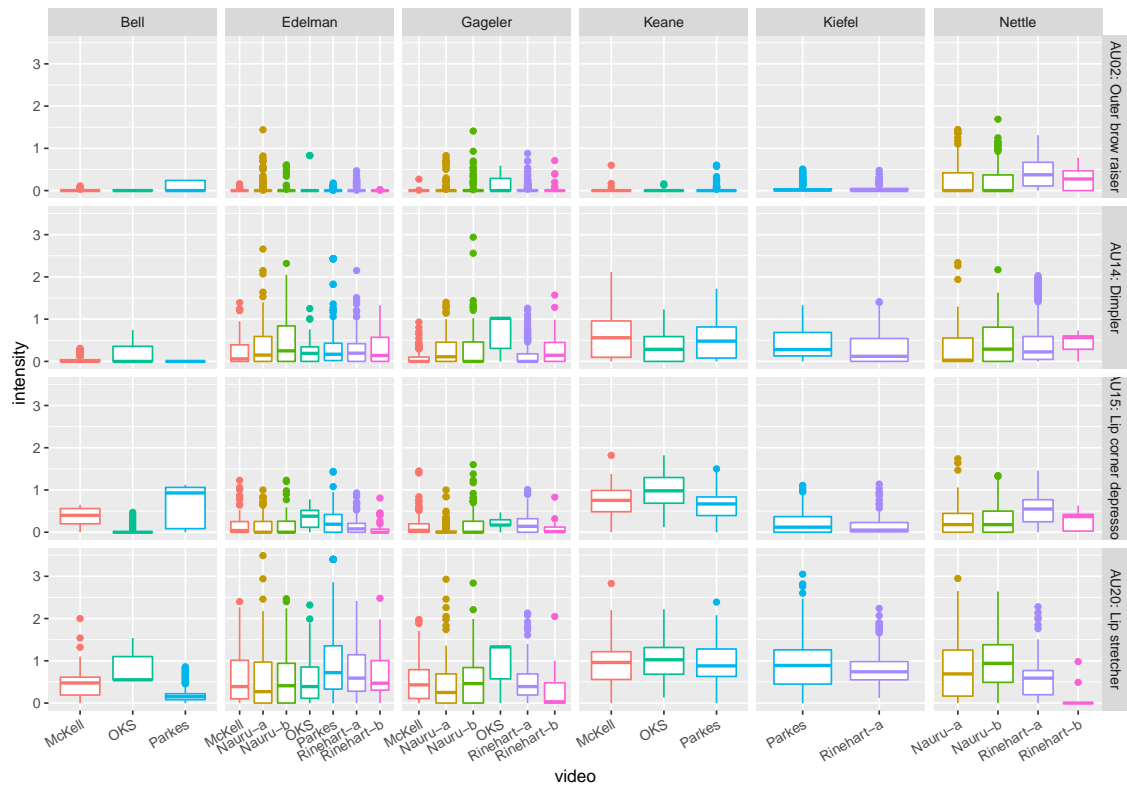 Bell Edelman Gageler Keane Kiefel Nettle
3
2
1
0
AU02: Outer brow raiser
3
2
1
0
AU14: Dimpler
3
2
1
0
AU15: Lip corner depresso
3
2
1
0
AU20: Lip stretcher
intensity
McKell OKS Parkes
McKell Nauru−a Nauru−b OKS Parkes Rinehart−a Rinehart−b
McKell Nauru−a Nauru−b OKS Rinehart−a Rinehart−b
McKell OKS Parkes
Parkes Rinehart−a
Nauru−a Nauru−b Rinehart−a Rinehart−b
video